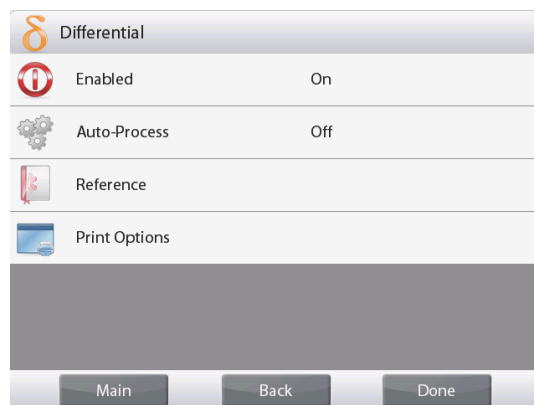 δ Differential
Enabled On
Auto-Process Off
Reference
Print Options
Main Back Done